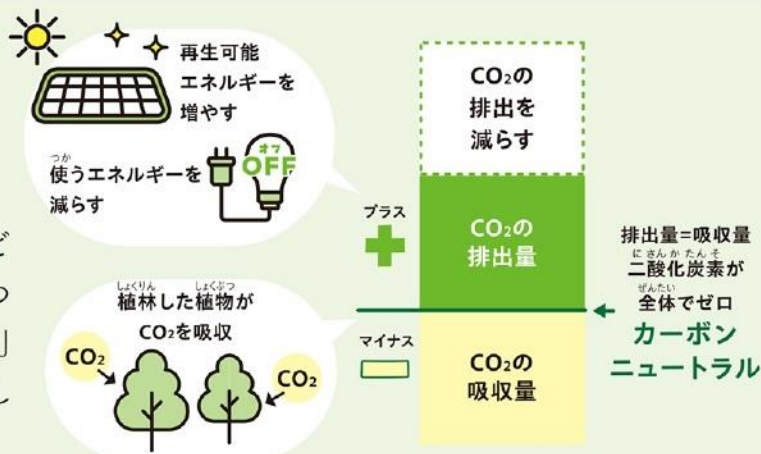 再生可能
エネルギーを
増やす
つか
使うエネルギーを
減らす
オフ
OFF
しょくりん しょくぶつ
植林した植物が
CO₂を吸収
CO₂
CO₂
プラス
マイナス
CO₂の
排出を
減らす
CO₂の
排出量
CO₂の
吸収量
排出量=吸収量
にさんかたんそ
二酸化炭素が
ぜんたい
全体でゼロ
カーボン
ニュートラル